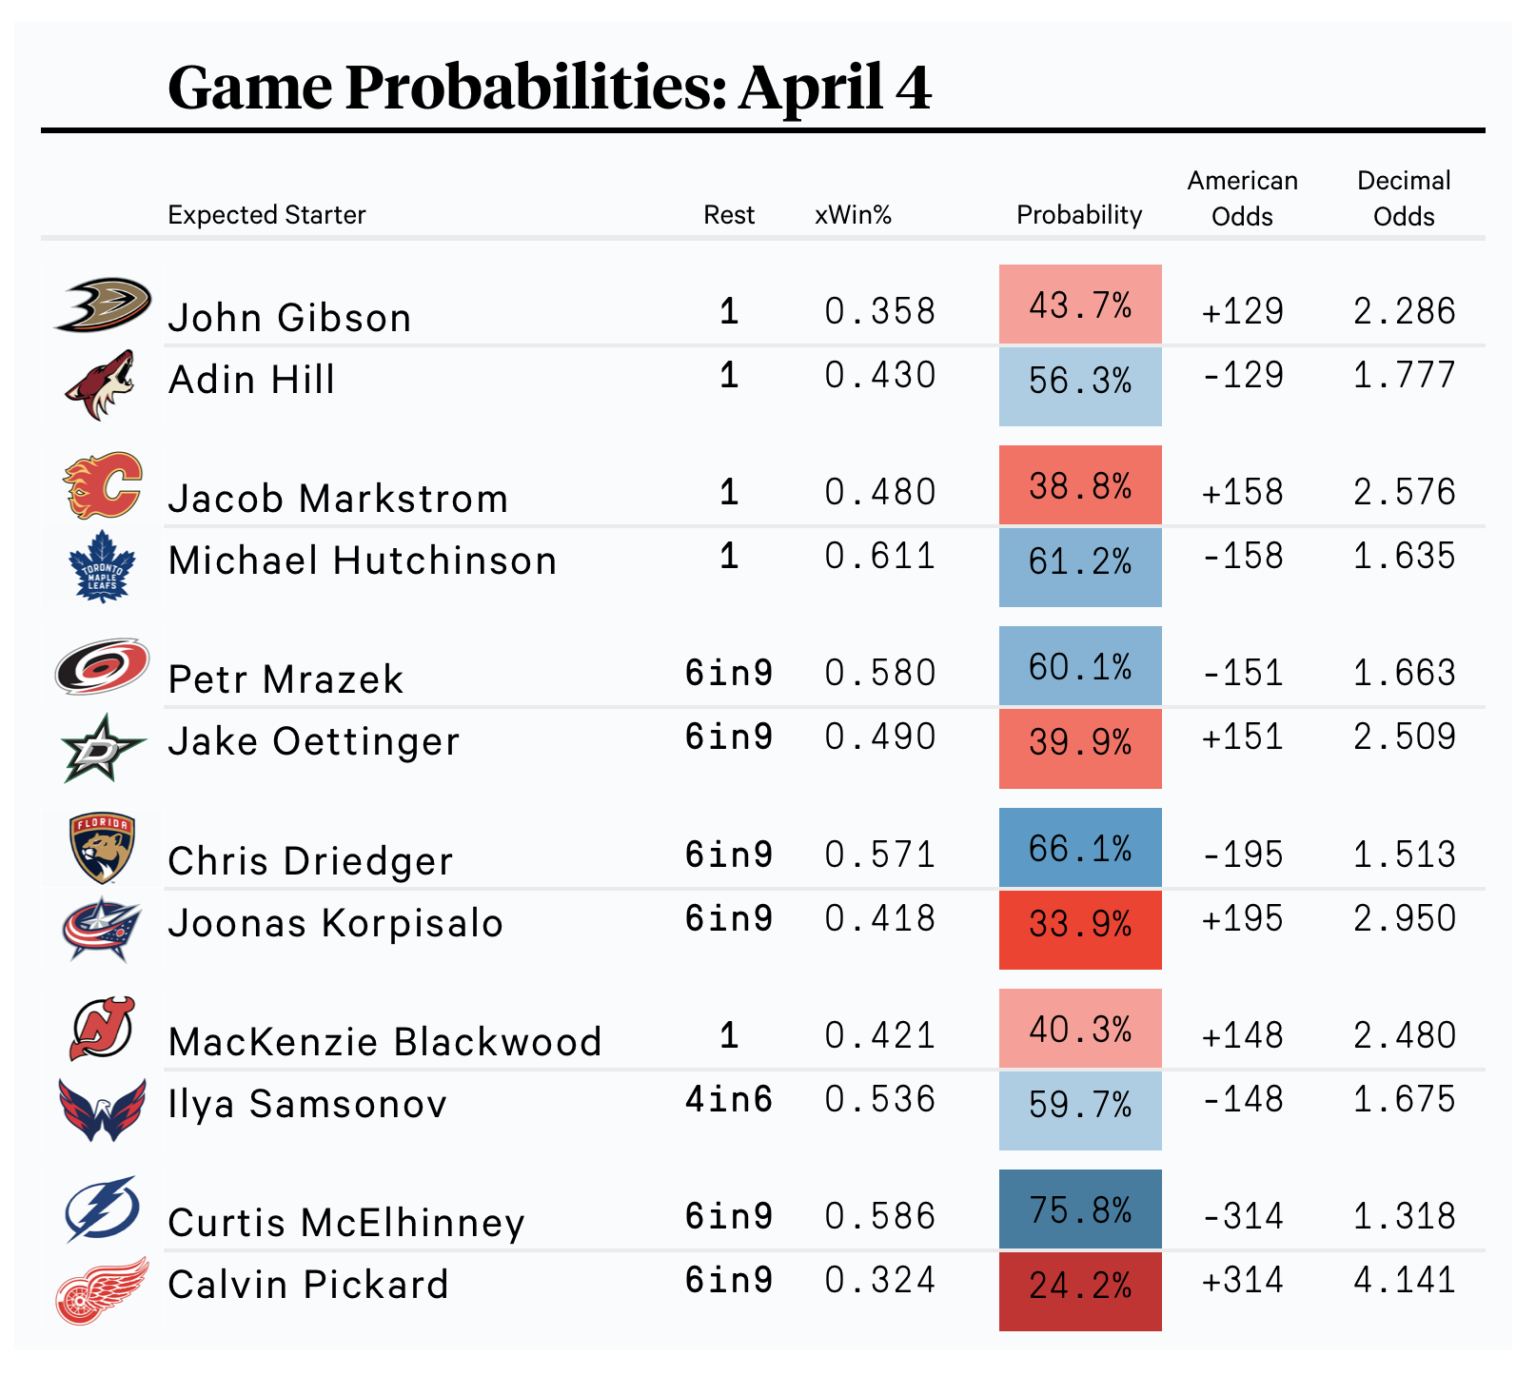 Game Probabilities: April 4
Expected Starter Rest xWin% Probability American Odds Decimal Odds
John Gibson 1 0.358 43.7% +129 2.286
Adin Hill 1 0.430 56.3% -129 1.777
Jacob Markstrom 1 0.480 38.8% +158 2.576
TORONTO MAPLE LEAFS Michael Hutchinson 1 0.611 61.2% -158 1.635
Petr Mrazek 6in9 0.580 60.1% -151 1.663
D Jake Oettinger 6in9 0.490 39.9% +151 2.509
FLORIDA Chris Driedger 6in9 0.571 66.1% -195 1.513
Joonas Korpisalo 6in9 0.418 33.9% +195 2.950
MacKenzie Blackwood 1 0.421 40.3% +148 2.480
Ilya Samsonov 4in6 0.536 59.7% -148 1.675
Curtis McElhinney 6in9 0.586 75.8% -314 1.318
Calvin Pickard 6in9 0.324 24.2% +314 4.141